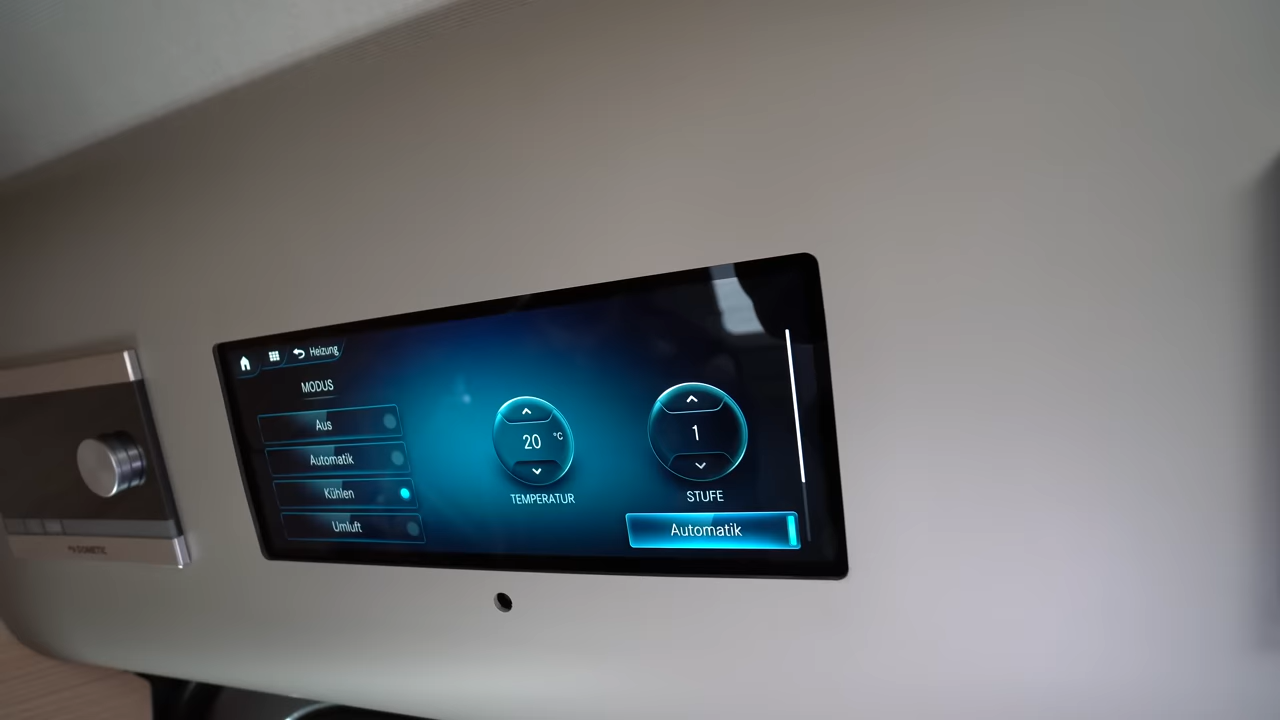 Heizung
MODUS
Aus
Automatik
Kühlen
Umluft
20 °C
TEMPERATUR
1
STUFE
Automatik
DOMETIC